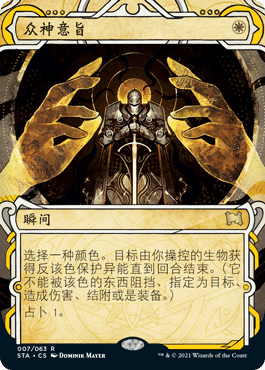 众神意旨
瞬间
选择一种颜色。目标由你操控的生物获
得反该色保护异能直到回合结束。（它
不能被该色的东西阻挡、指定为目标、
造成伤害、结附或是装备。）
占卜 1。
007/063 R
STA • CS DOMINIK MAYER
™ & © 2021 Wizards of the Coast